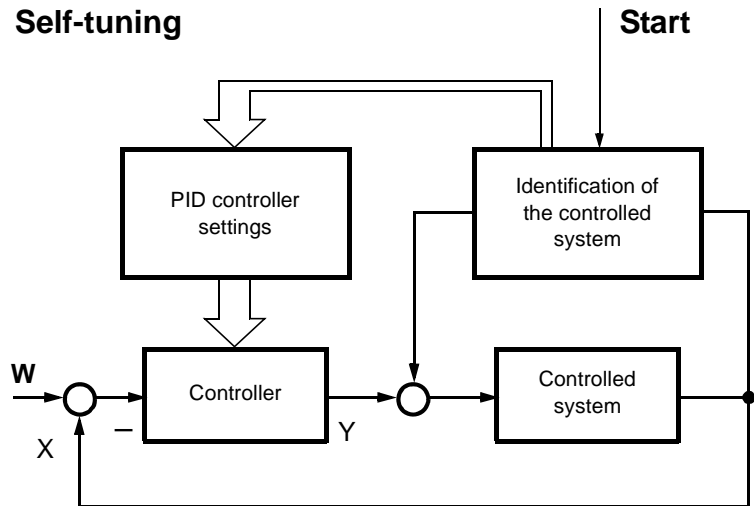 Self-tuning
Start
PID controller
settings
Identification of
the controlled
system
W
Controller
Controlled
system
X
–
Y